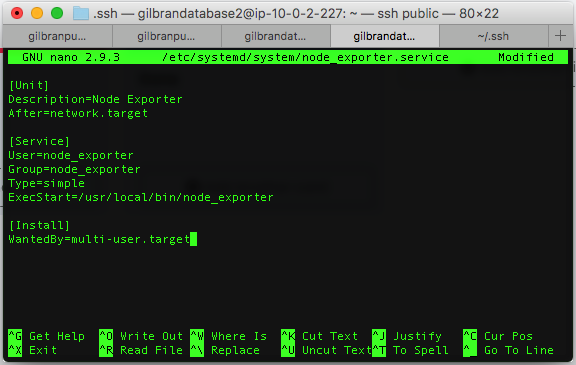 .ssh — gilbrandatabase2@ip-10-0-2-227: ~ — ssh public — 80×22
gilbranpu... gilbranpu... gilbrandat... gilbrandat... ~/.ssh +
GNU nano 2.9.3 /etc/systemd/system/node_exporter.service Modified
[Unit]
Description=Node Exporter
After=network.target
[Service]
User=node_exporter
Group=node_exporter
Type=simple
ExecStart=/usr/local/bin/node_exporter
[Install]
WantedBy=multi-user.target
^G Get Help ^O Write Out ^W Where Is ^K Cut Text ^J Justify ^C Cur Pos
^X Exit ^R Read File ^\ Replace ^U Uncut Text ^T To Spell ^_ Go To Line